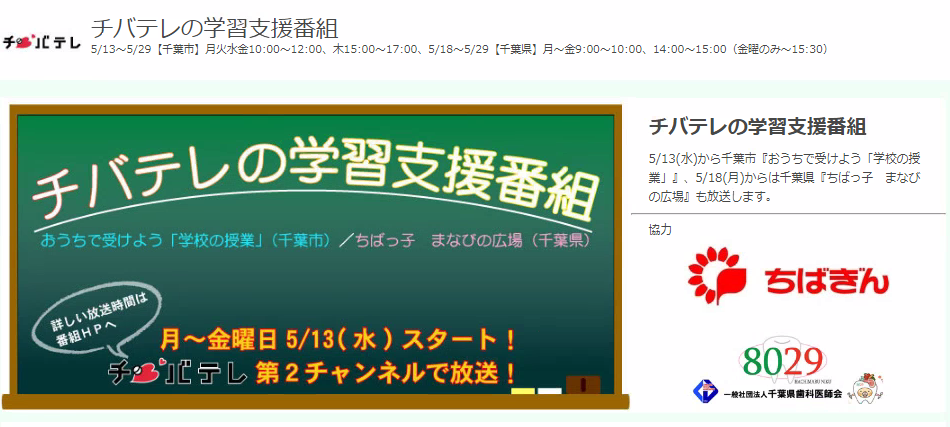 チバテレ
チバテレの学習支援番組
5/13～5/29【千葉市】月火水金10:00～12:00、木15:00～17:00、5/18～5/29【千葉県】月～金9:00～10:00、14:00～15:00（金曜のみ～15:30）
チバテレの学習支援番組
おうちで受けよう「学校の授業」（千葉市）／ちばっ子　まなびの広場（千葉県）
詳しい放送時間は
番組ＨＰへ
月～金曜日 5/13(水)スタート！
チバテレ 第２チャンネルで放送！
チバテレの学習支援番組
5/13(水)から千葉市『おうちで受けよう「学校の授
業」』、5/18(月)からは千葉県『ちばっ子　まなび
の広場』も放送します。
協力
ちばぎん
8029
HACHIMARU NIKU
一般社団法人 千葉県歯科医師会